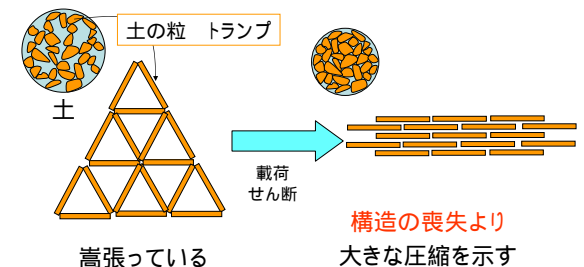 土の粒　トランプ
土
載荷
せん断
嵩張っている
構造の喪失より
大きな圧縮を示す